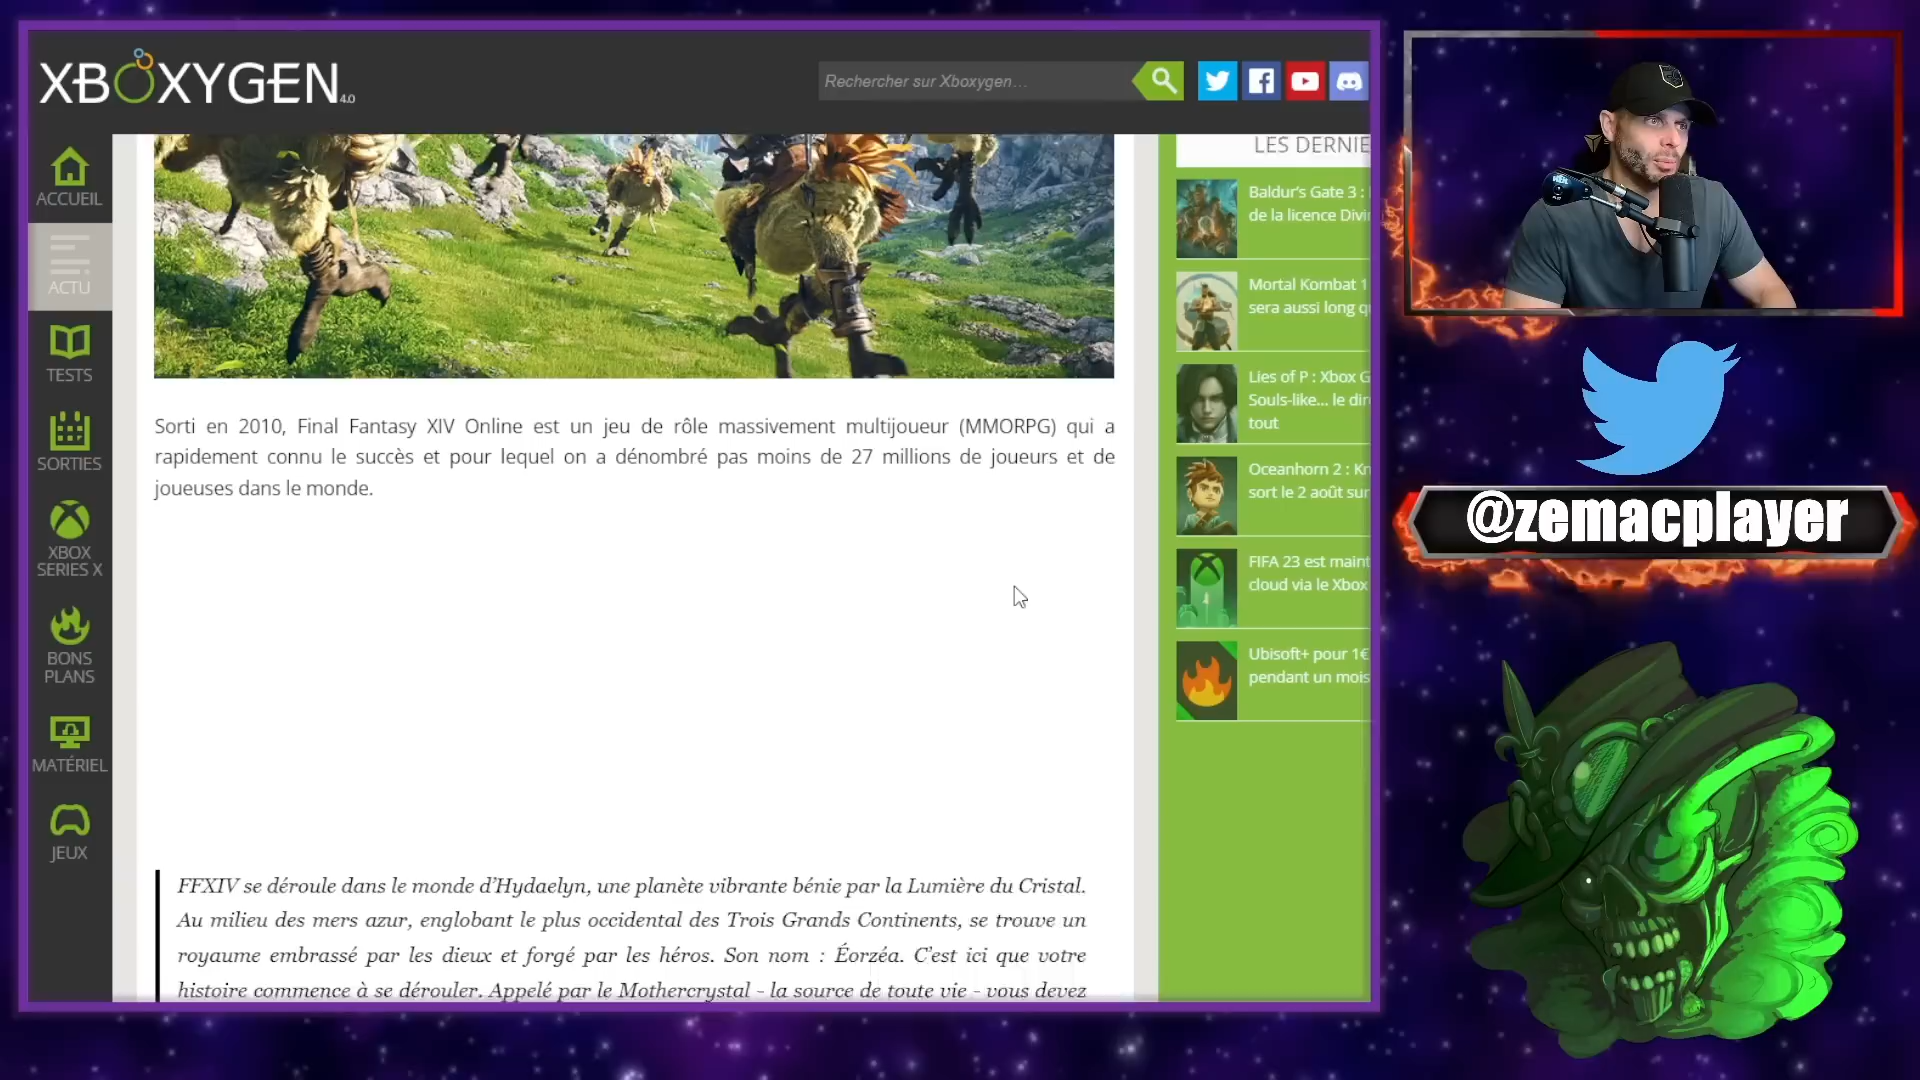 XBOXYGEN 4.0
Rechercher sur Xboxygen...
ACCUEIL
ACTU
TESTS
SORTIES
XBOX
SERIES X
BONS
PLANS
MATÉRIEL
JEUX
Sorti en 2010, Final Fantasy XIV Online est un jeu de rôle massivement multijoueur (MMORPG) qui a
rapidement connu le succès et pour lequel on a dénombré pas moins de 27 millions de joueurs et de
joueuses dans le monde.
FFXIV se déroule dans le monde d'Hydaelyn, une planète vibrante bénie par la Lumière du Cristal.
Au milieu des mers azur, englobant le plus occidental des Trois Grands Continents, se trouve un
royaume embrassé par les dieux et forgé par les héros. Son nom : Éorzéa. C'est ici que votre
histoire commence à se dérouler. Appelé par le Mothercrystal - la source de toute vie - vous devez
LES DERNIE
Baldur's Gate 3 :
de la licence Divi
Mortal Kombat 1
sera aussi long q
Lies of P : Xbox G
Souls-like... le dir
tout
Oceanhorn 2 : Kn
sort le 2 août sur
FIFA 23 est maint
cloud via le Xbox
Ubisoft+ pour 1€
pendant un mois
@zemacplayer